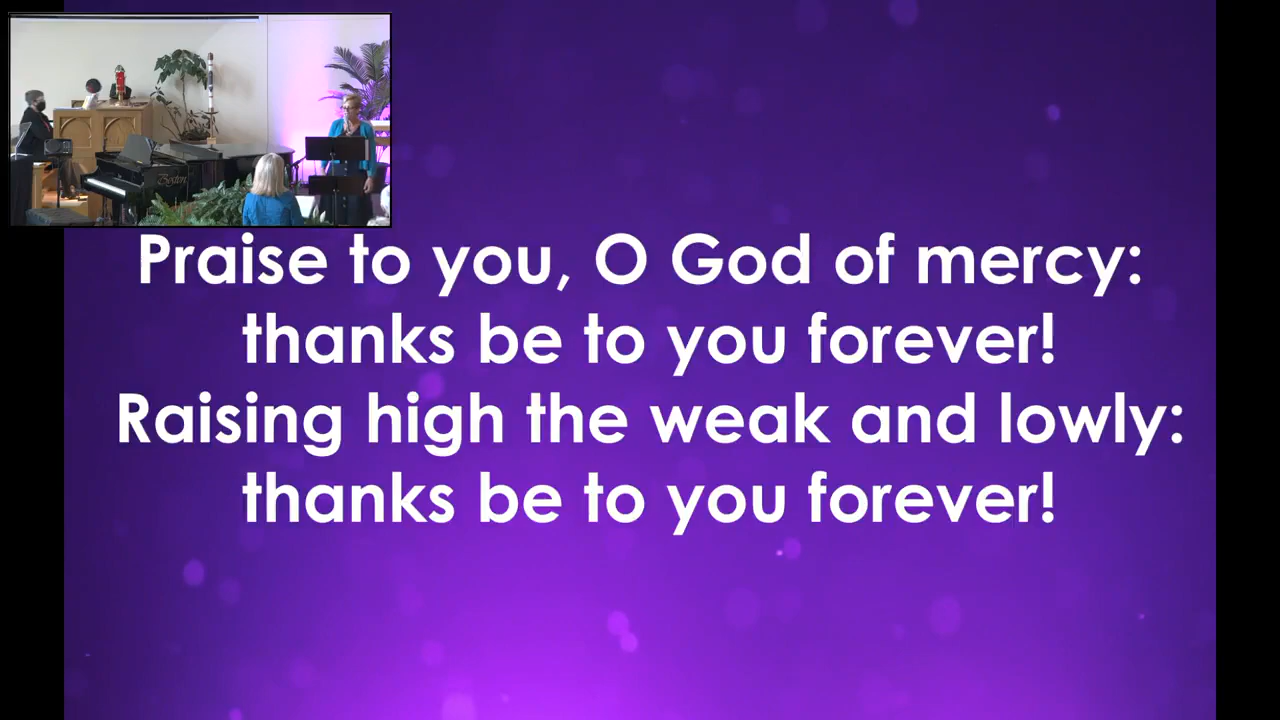 Boston
Praise to you, O God of mercy:
thanks be to you forever!
Raising high the weak and lowly:
thanks be to you forever!